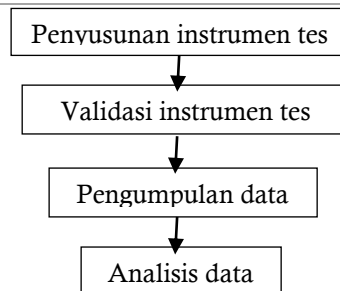 Penyusunan instrumen tes
Validasi instrumen tes
Pengumpulan data
Analisis data